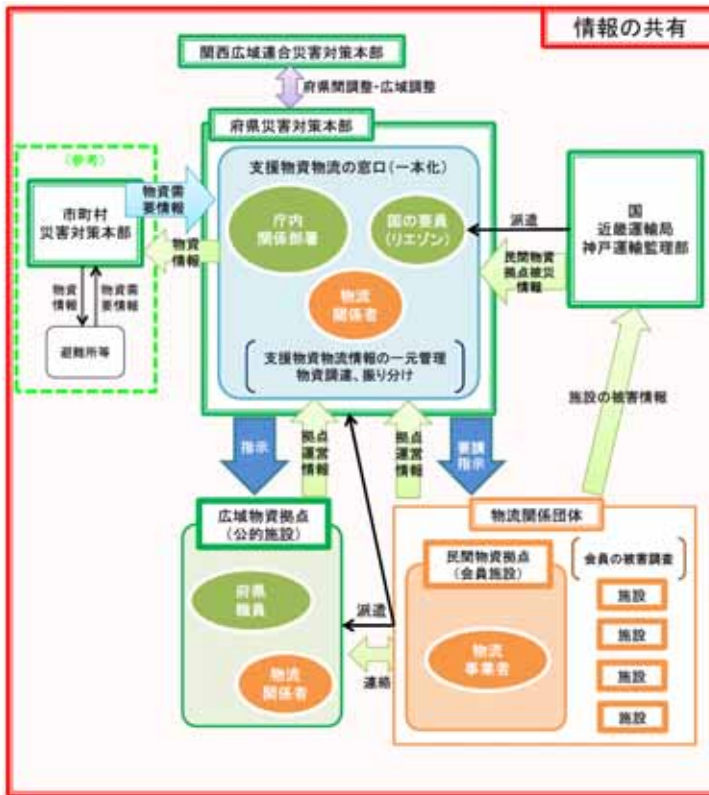 情報の共有
関西広域連合災害対策本部
府県間調整・広域調整
府県災害対策本部
支援物資物流の窓口(一本化)
(参考)
市町村
災害対策本部
物資需
要情報
物資
情報
庁内
関係部署
国の要員
(リエゾン)
物流
関係者
派遣
国
近畿運輸局
神戸運輸監理部
民間物資
拠点被災
情報
物資
情報
物資需
要情報
避難所等
支援物資物流情報の一元管理
物資調達、振り分け
施設の被害情報
指示
拠点
運営
情報
拠点
運営
情報
要請
指示
広域物資拠点
(公的施設)
府県
職員
物流
関係者
派遣
連絡
物流関係団体
民間物資拠点
(会員施設)
物流
事業者
会員の被害調査
施設
施設
施設
施設